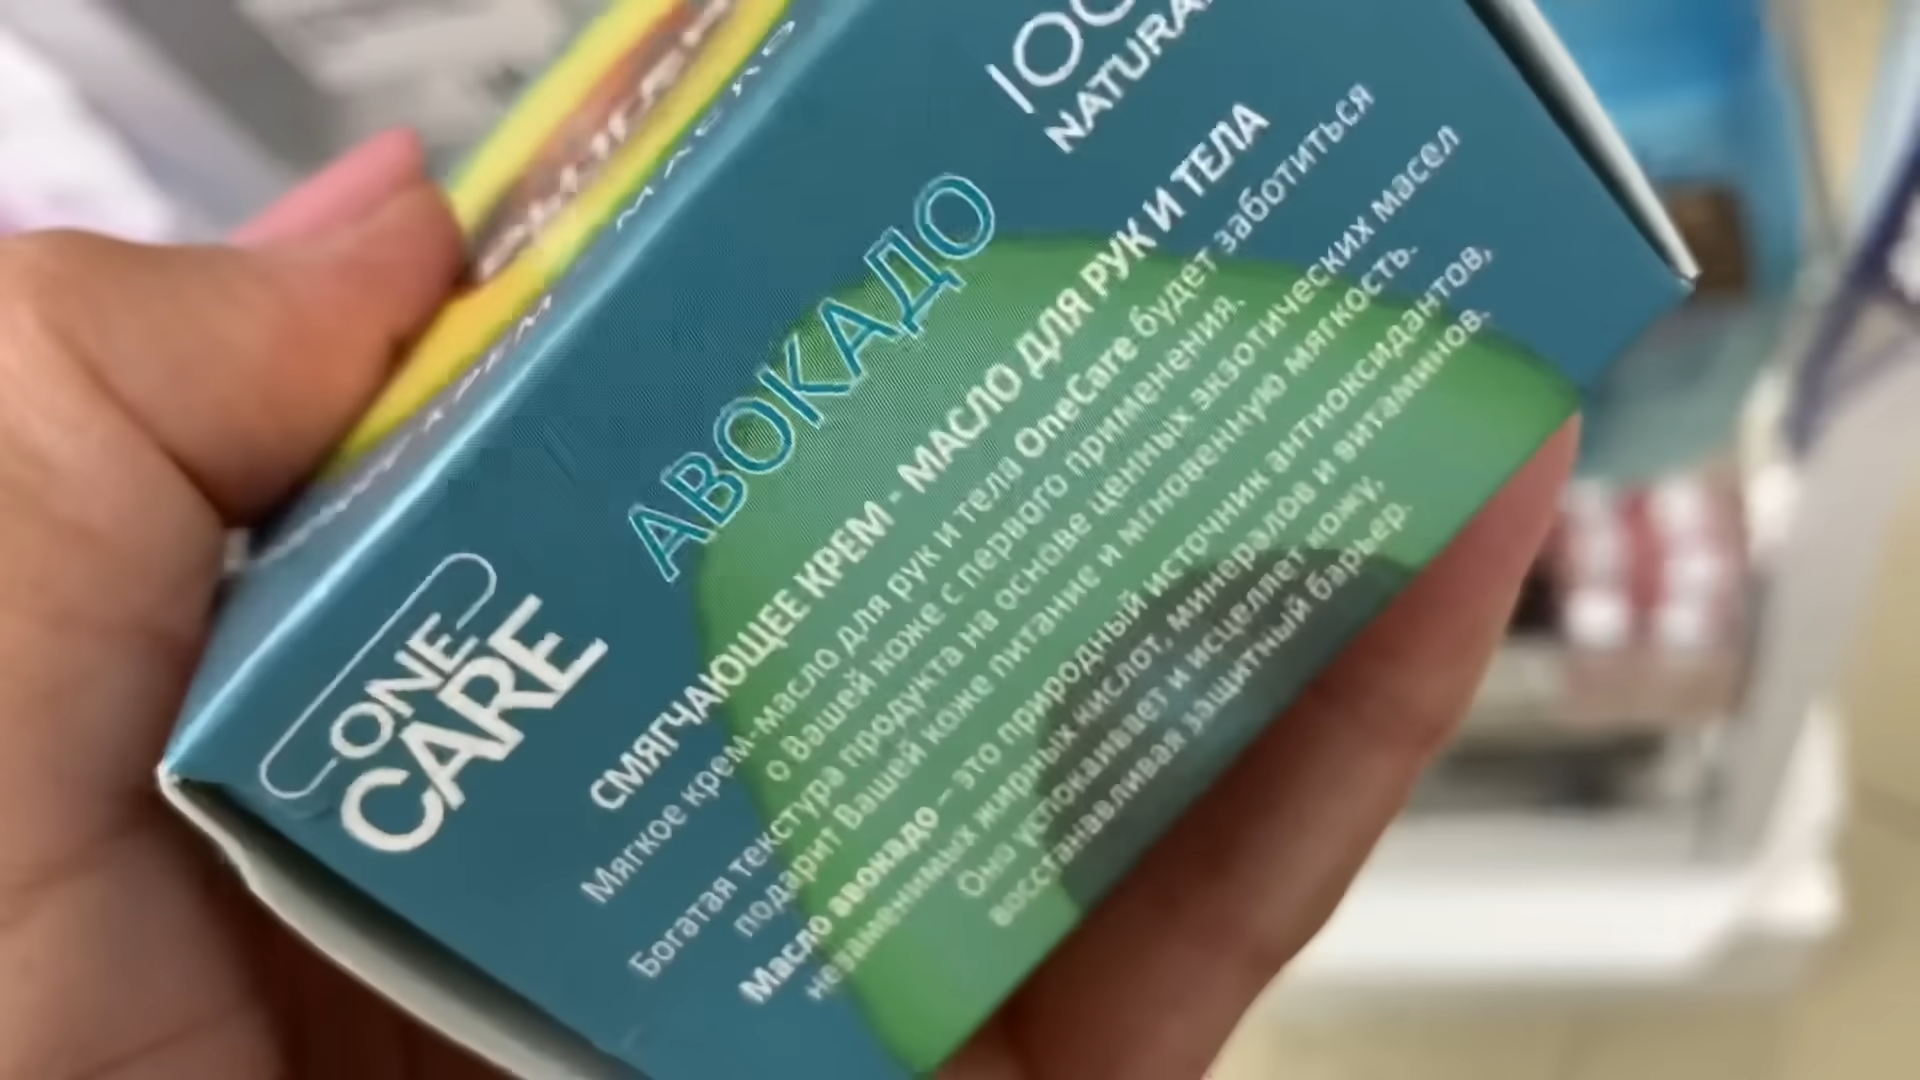 ONE
CARE
АВОКАДО
NATURAL
СМЯГЧАЮЩЕЕ КРЕМ - МАСЛО ДЛЯ РУК И ТЕЛА
Мягкое крем-масло для рук и тела OneCare будет заботиться
о Вашей коже с первого применения.
Богатая текстура продукта на основе ценных экзотических масел
подарит Вашей коже питание и мгновенную мягкость.
Масло авокадо – это природный источник антиоксидантов,
незаменимых жирных кислот, минералов и витаминов.
Оно успокаивает и исцеляет кожу,
восстанавливая защитный барьер.